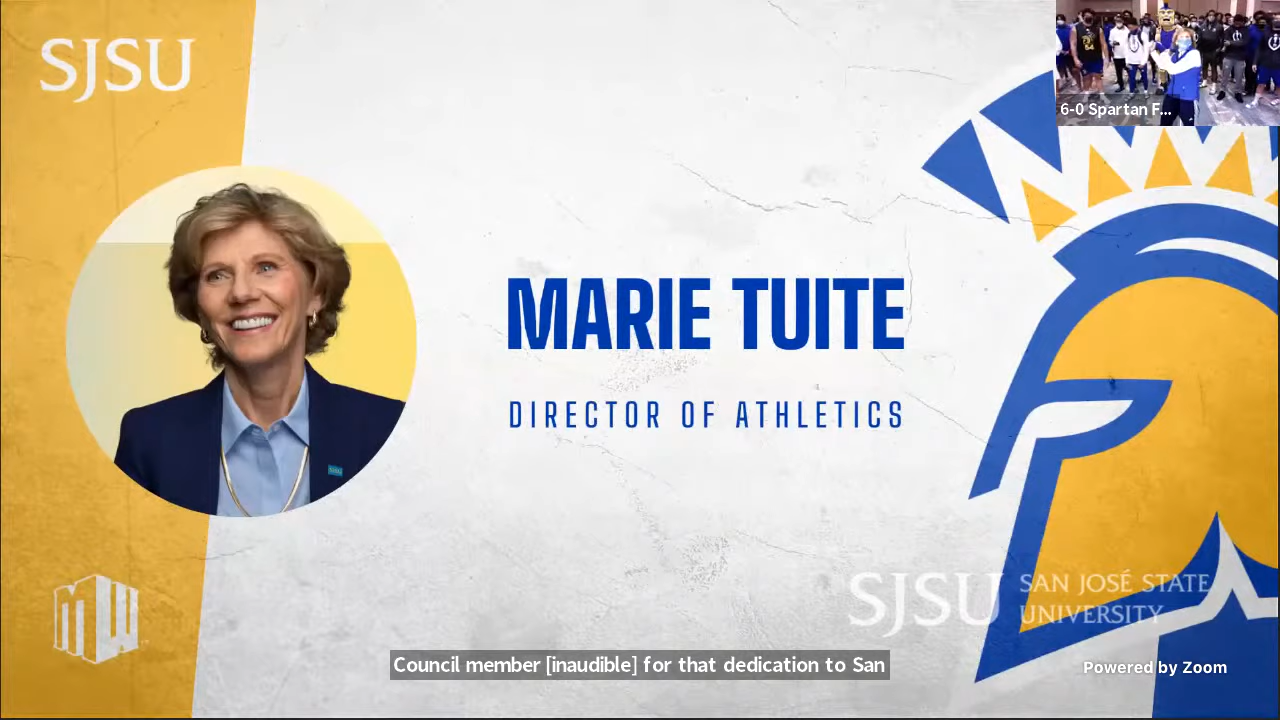 SJSU
6-0 Spartan F...
MARIE TUITE
DIRECTOR OF ATHLETICS
MW
SJSU SAN JOSÉ STATE
UNIVERSITY
Council member [inaudible] for that dedication to San
Powered by Zoom